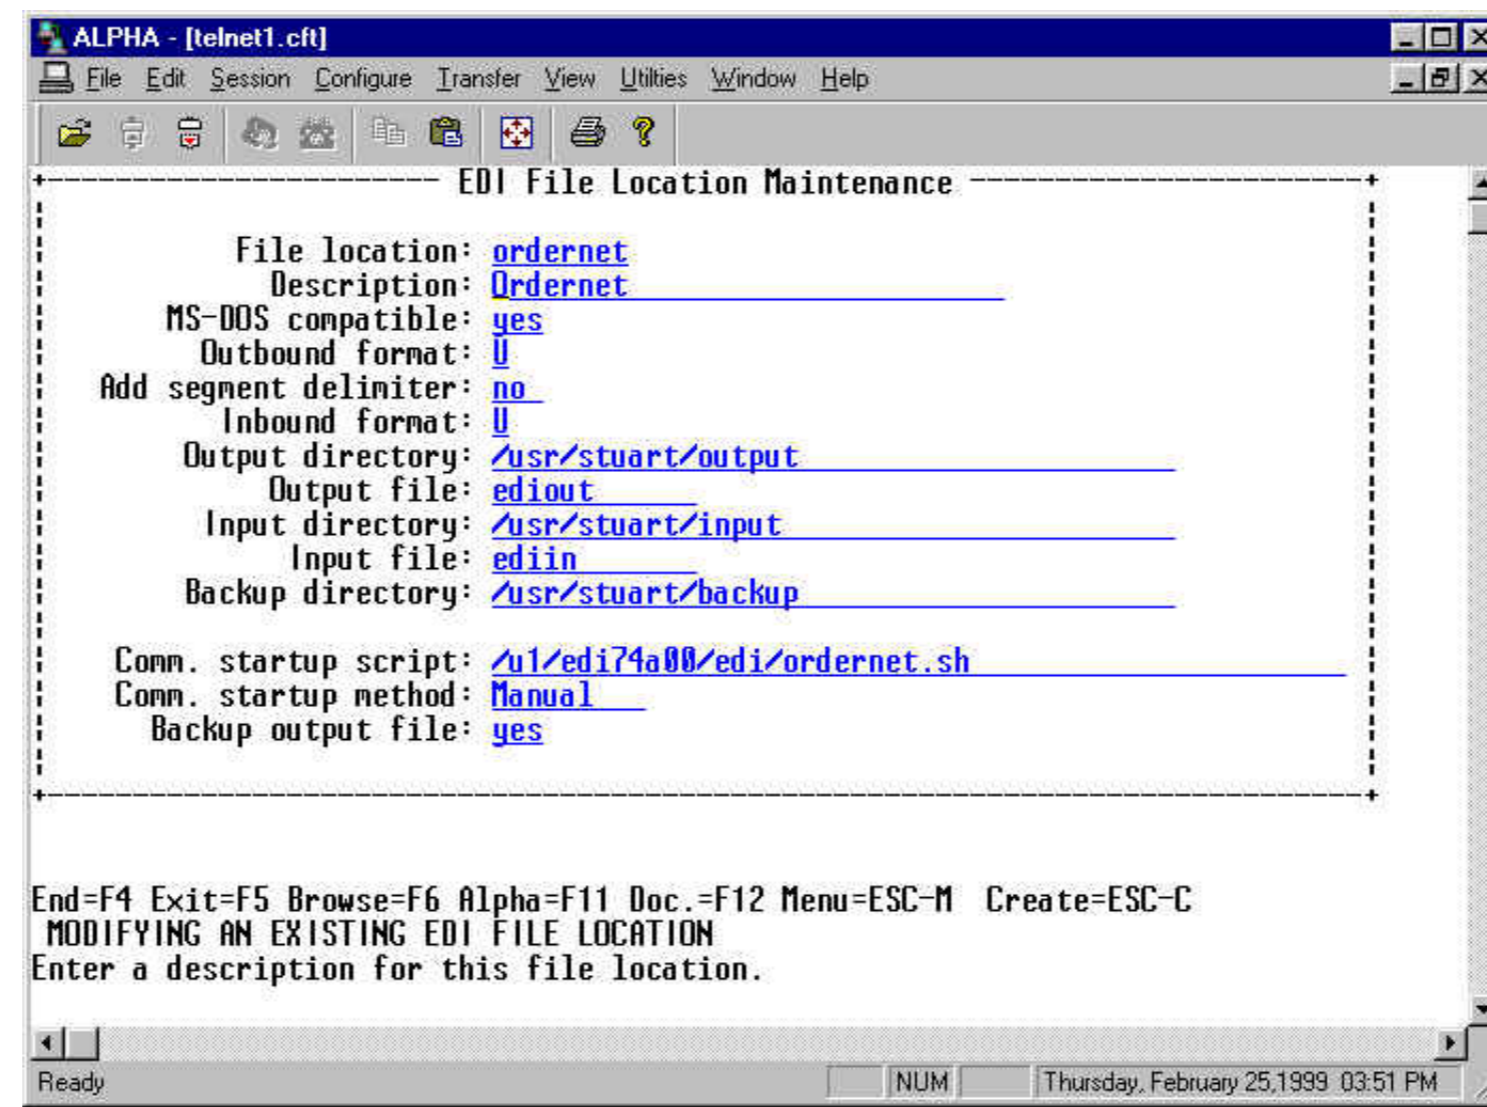 ALPHA - [telnet1.cft]
File Edit Session Configure Transfer View Utilties Window Help
EDI File Location Maintenance
File location: ordernet
Description: Ordernet
MS-DOS compatible: yes
Outbound format: U
Add segment delimiter: no
Inbound format: U
Output directory: /usr/stuart/output
Output file: ediout
Input directory: /usr/stuart/input
Input file: ediin
Backup directory: /usr/stuart/backup
Comm. startup script: /u1/edi74a00/edi/ordernet.sh
Comm. startup method: Manual
Backup output file: yes
End=F4 Exit=F5 Browse=F6 Alpha=F11 Doc.=F12 Menu=ESC-M Create=ESC-C
MODIFYING AN EXISTING EDI FILE LOCATION
Enter a description for this file location.
Ready NUM Thursday, February 25,1999 03:51 PM